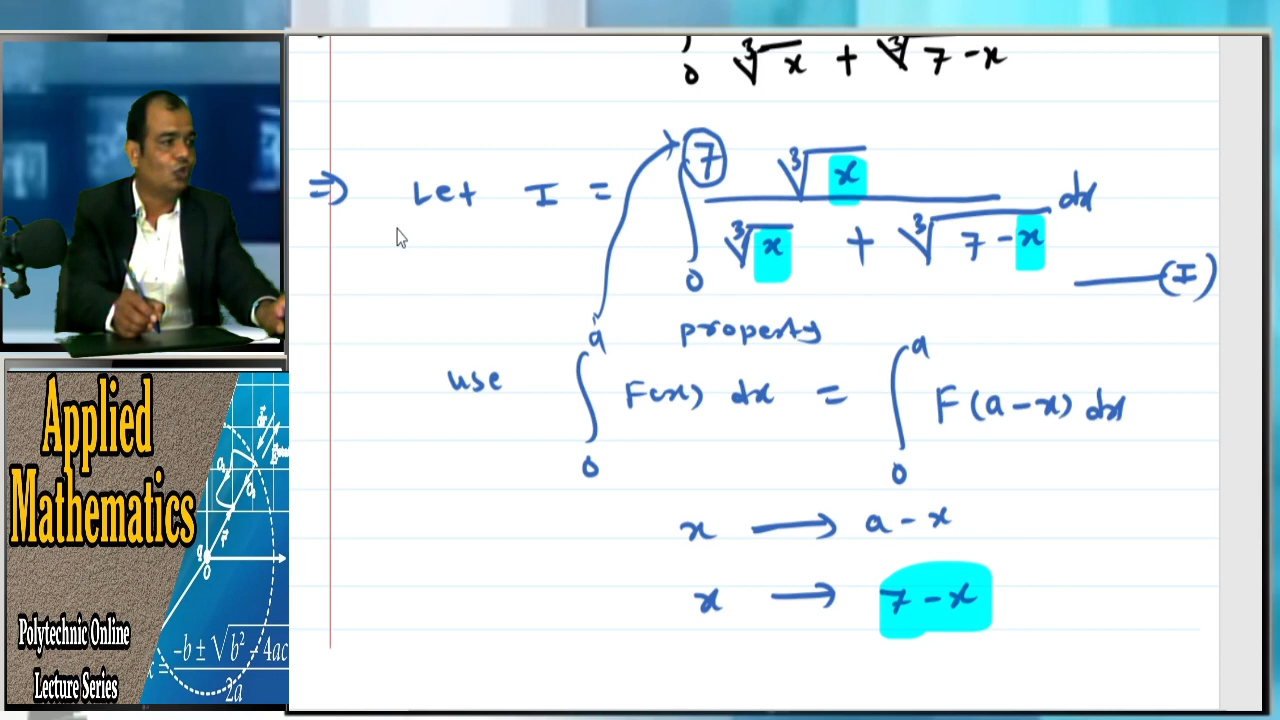 0 ∛x + ∛7-x
⇒ Let I = ∫₀⁷ ∛x / (∛x + ∛7-x) dx
(I)
property
use ∫₀ᵃ F(x) dx = ∫₀ᵃ F(a-x) dx
x → a-x
x → 7-x
Applied
Mathematics
Polytechnic Online
Lecture Series
-b ± √b² - 4ac
=
2a